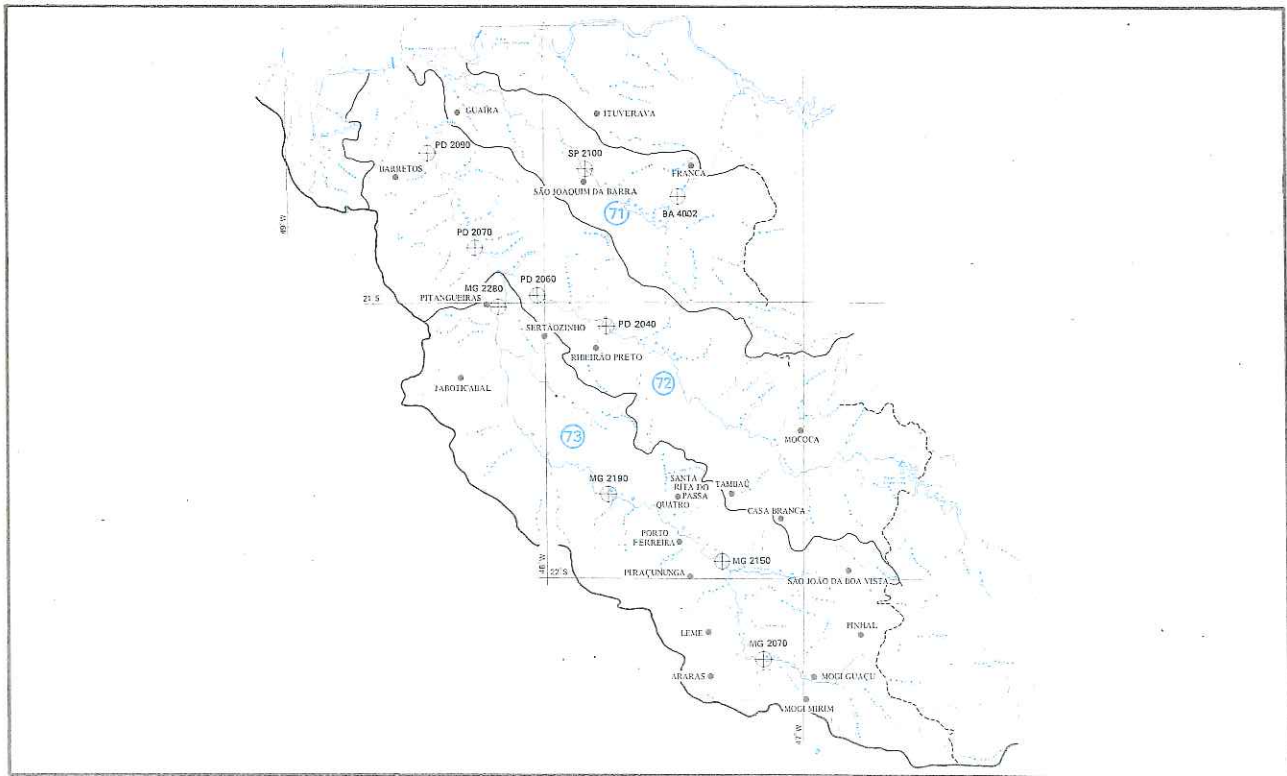 GUAÍRA
ITUVERAVA
PD 2090
SP 2100
BARRETOS
FRANCA
SÃO JOAQUIM DA BARRA
71
BA 4002
49° W
PD 2070
PD 2060
MG 2280
21° S
PITANGUEIRAS
SERTÃOZINHO
PD 2040
RIBEIRÃO PRETO
JABOTICABAL
72
73
MOCOCA
MG 2190
SANTA
RITA DO
PASSA
QUATRO
TAMBAÚ
CASA BRANCA
PORTO
FERREIRA
MG 2150
48° W
22° S
PIRAÇUNUNGA
SÃO JOÃO DA BOA VISTA
LEME
PINHAL
MG 2070
ARARAS
MOGI GUAÇU
MOGI MIRIM
47° W